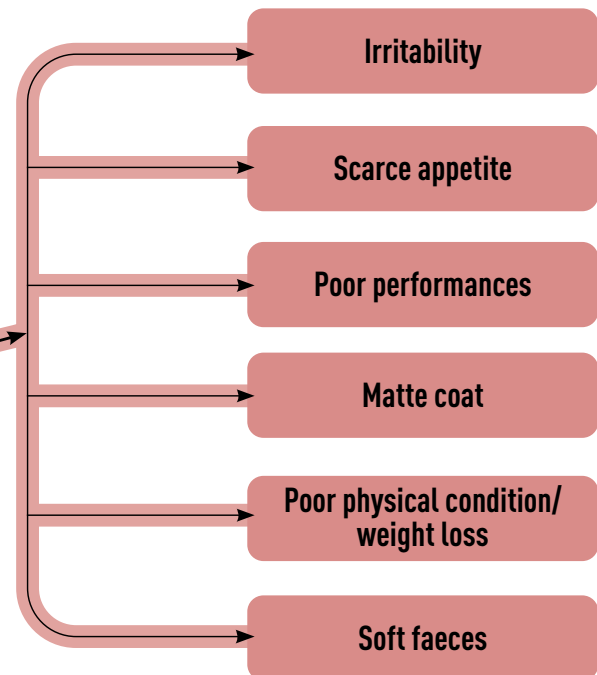 Irritability
Scarce appetite
Poor performances
Matte coat
Poor physical condition/
weight loss
Soft faeces